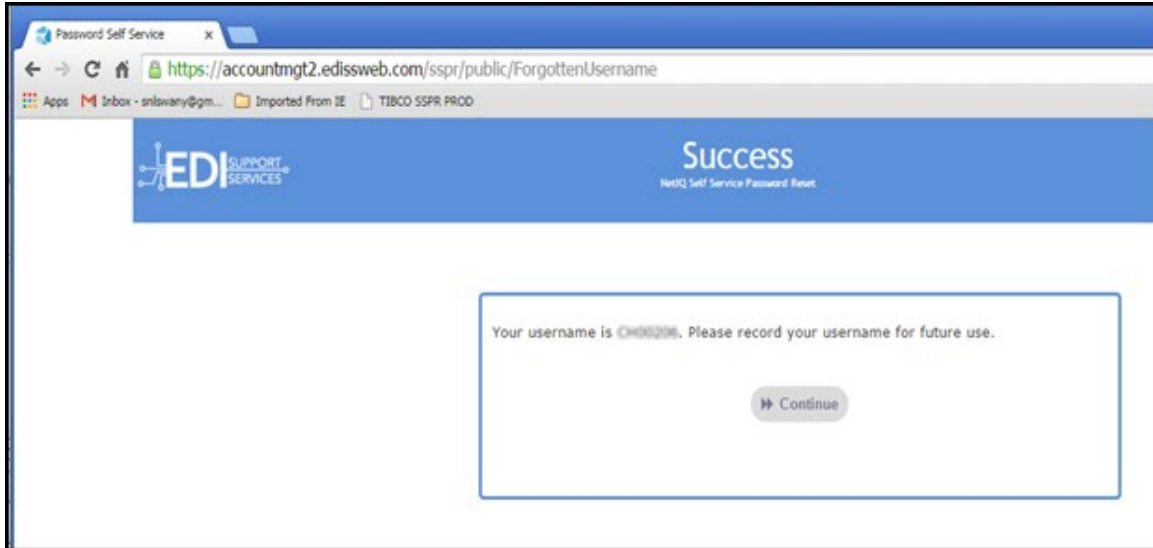 Password Self Service x
https://accountmgt2.edissweb.com/sspr/public/ForgottenUsername
Apps Inbox - snlswany@gm... Imported From IE TIBCO SSPR PROD
EDI SUPPORT SERVICES
Success
NetIQ Self Service Password Reset
Your username is . Please record your username for future use.
Continue